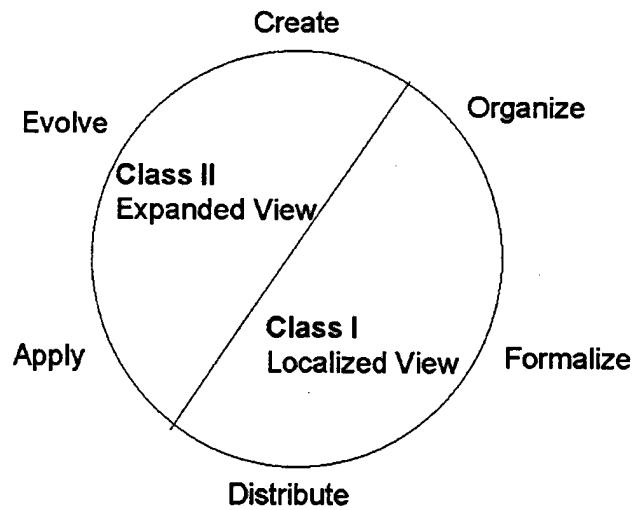 Create
Organize
Evolve
Class II
Expanded View
Class I
Localized View
Apply
Formalize
Distribute